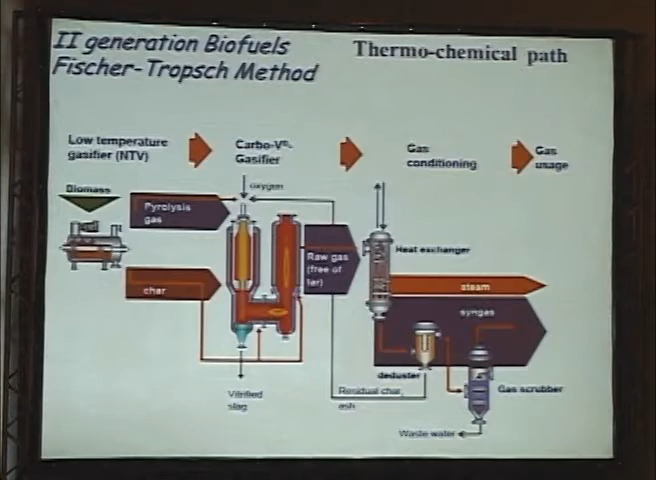 II generation Biofuels
Fischer-Tropsch Method
Thermo-chemical path
Low temperature
gasifier (NTV)
Carbo-V®-
Gasifier
Gas
conditioning
Gas
usage
Biomass
oxygen
Pyrolysis
gas
char
Raw gas
(free of
tar)
Heat exchanger
steam
syngas
deduster
Gas scrubber
Vitrified
slag
Residual char,
ash
Waste water